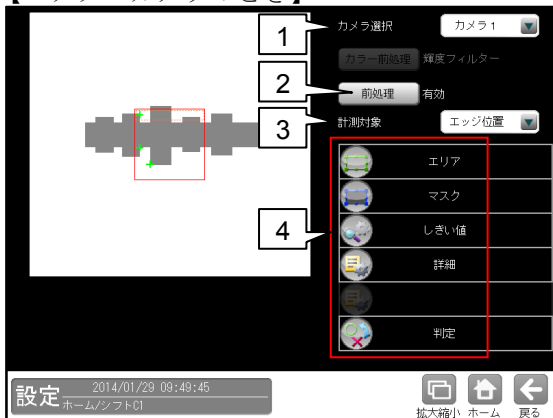 1
カメラ選択
カメラ1
カラー前処理
輝度フィルター
2
前処理
有効
3
計測対象
エッジ位置
4
エリア
マスク
しきい値
詳細
判定
設定
2014/01/29 09:49:45
ホーム/シフトC1
拡大縮小
ホーム
戻る